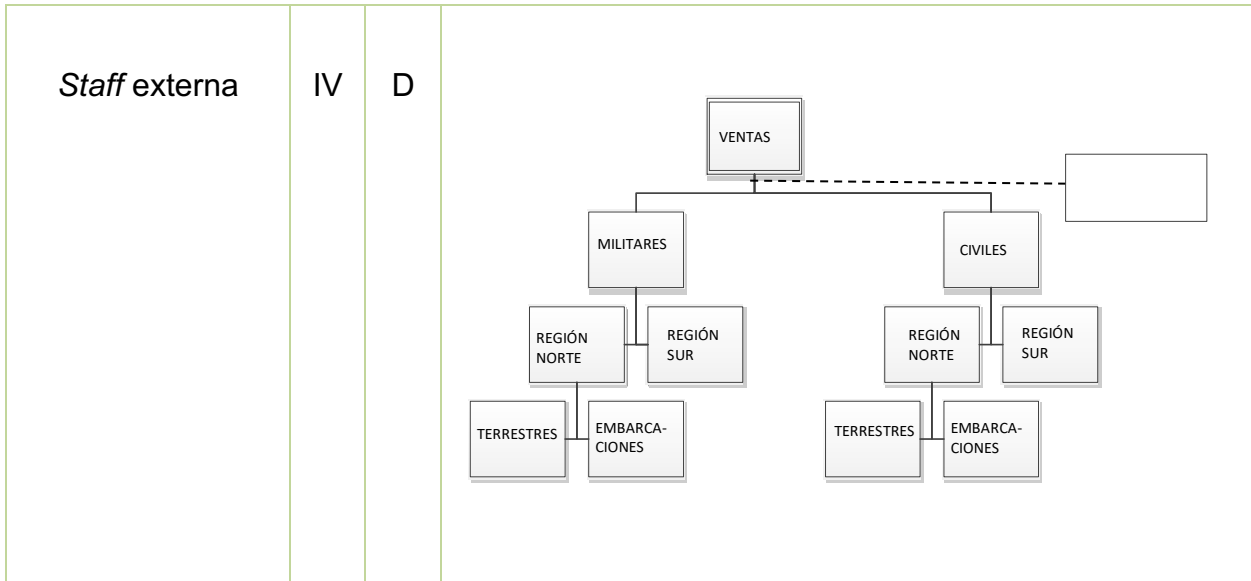 Staff externa
IV
D
VENTAS
MILITARES
CIVILES
REGIÓN
NORTE
REGIÓN
SUR
REGIÓN
NORTE
REGIÓN
SUR
TERRESTRES
EMBARCA-
CIONES
TERRESTRES
EMBARCA-
CIONES